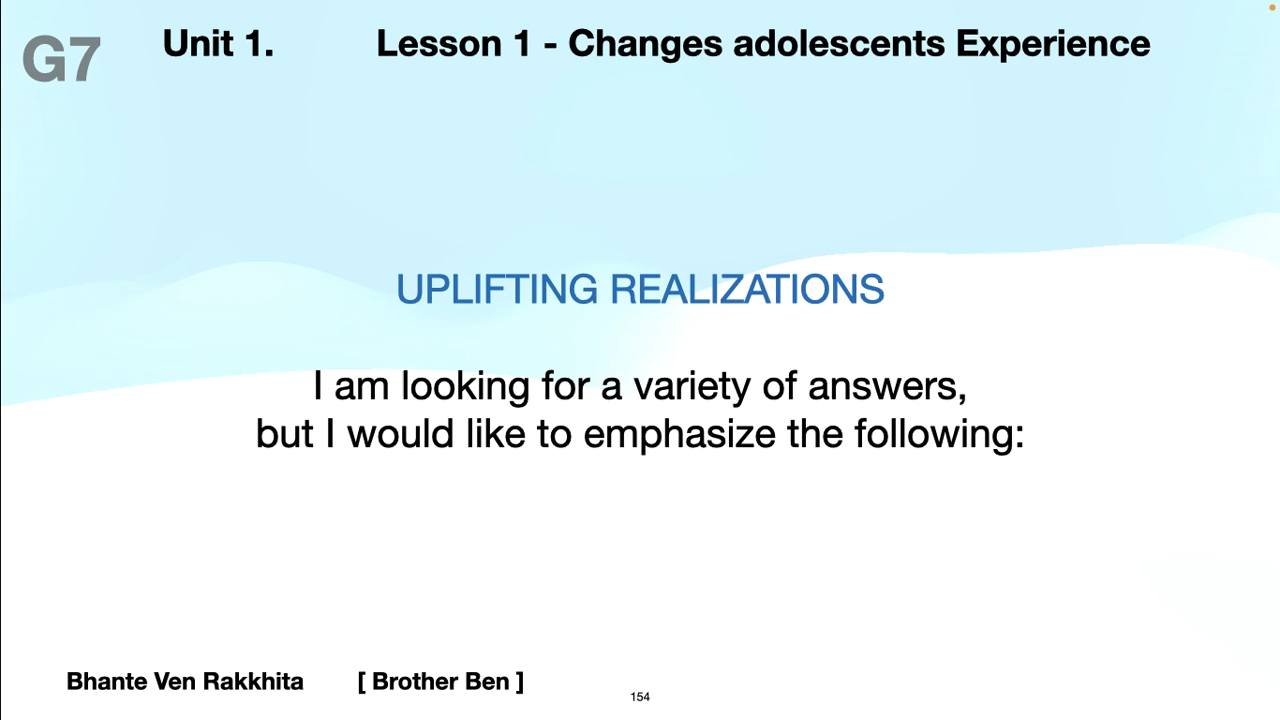 G7
Unit 1. Lesson 1 - Changes adolescents Experience
UPLIFTING REALIZATIONS
I am looking for a variety of answers,
but I would like to emphasize the following:
Bhante Ven Rakkhita [ Brother Ben ]
154